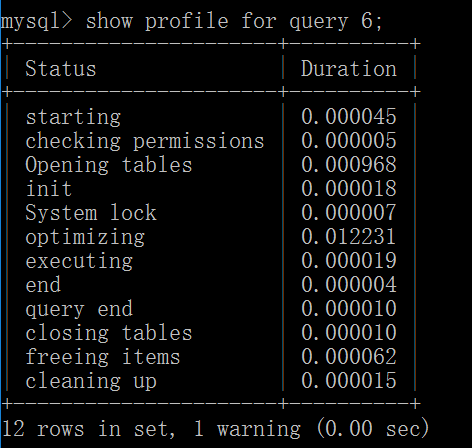 mysql> show profile for query 6;
+----------------------+----------+
| Status               | Duration |
+----------------------+----------+
| starting             | 0.000045 |
| checking permissions | 0.000005 |
| Opening tables       | 0.000968 |
| init                 | 0.000018 |
| System lock          | 0.000007 |
| optimizing           | 0.012231 |
| executing            | 0.000019 |
| end                  | 0.000004 |
| query end            | 0.000010 |
| closing tables       | 0.000010 |
| freeing items        | 0.000062 |
| cleaning up          | 0.000015 |
+----------------------+----------+
12 rows in set, 1 warning (0.00 sec)